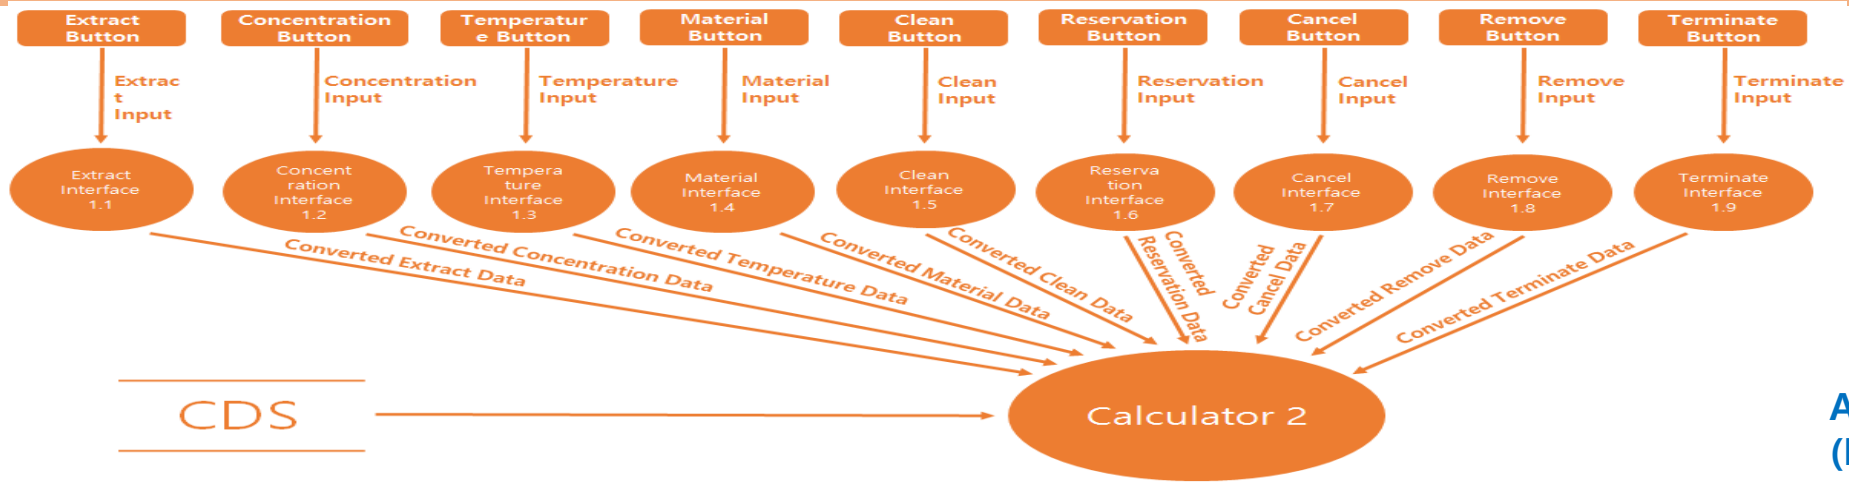 Extract
Button
Concentration
Button
Temperatur
e Button
Material
Button
Clean
Button
Reservation
Button
Cancel
Button
Remove
Button
Terminate
Button
Extrac
t
Input
Concentration
Input
Temperature
Input
Material
Input
Clean
Input
Reservation
Input
Cancel
Input
Remove
Input
Terminate
Input
Extract
Interface
1.1
Concent
ration
Interface
1.2
Tempera
ture
Interface
1.3
Material
Interface
1.4
Clean
Interface
1.5
Reserva
tion
Interface
1.6
Cancel
Interface
1.7
Remove
Interface
1.8
Terminate
Interface
1.9
Converted Extract Data
Converted Concentration Data
Converted Temperature Data
Converted Material Data
Converted Clean Data
Converted
Reservation Data
Converted
Cancel Data
Converted Remove Data
Converted Terminate Data
CDS
Calculator 2